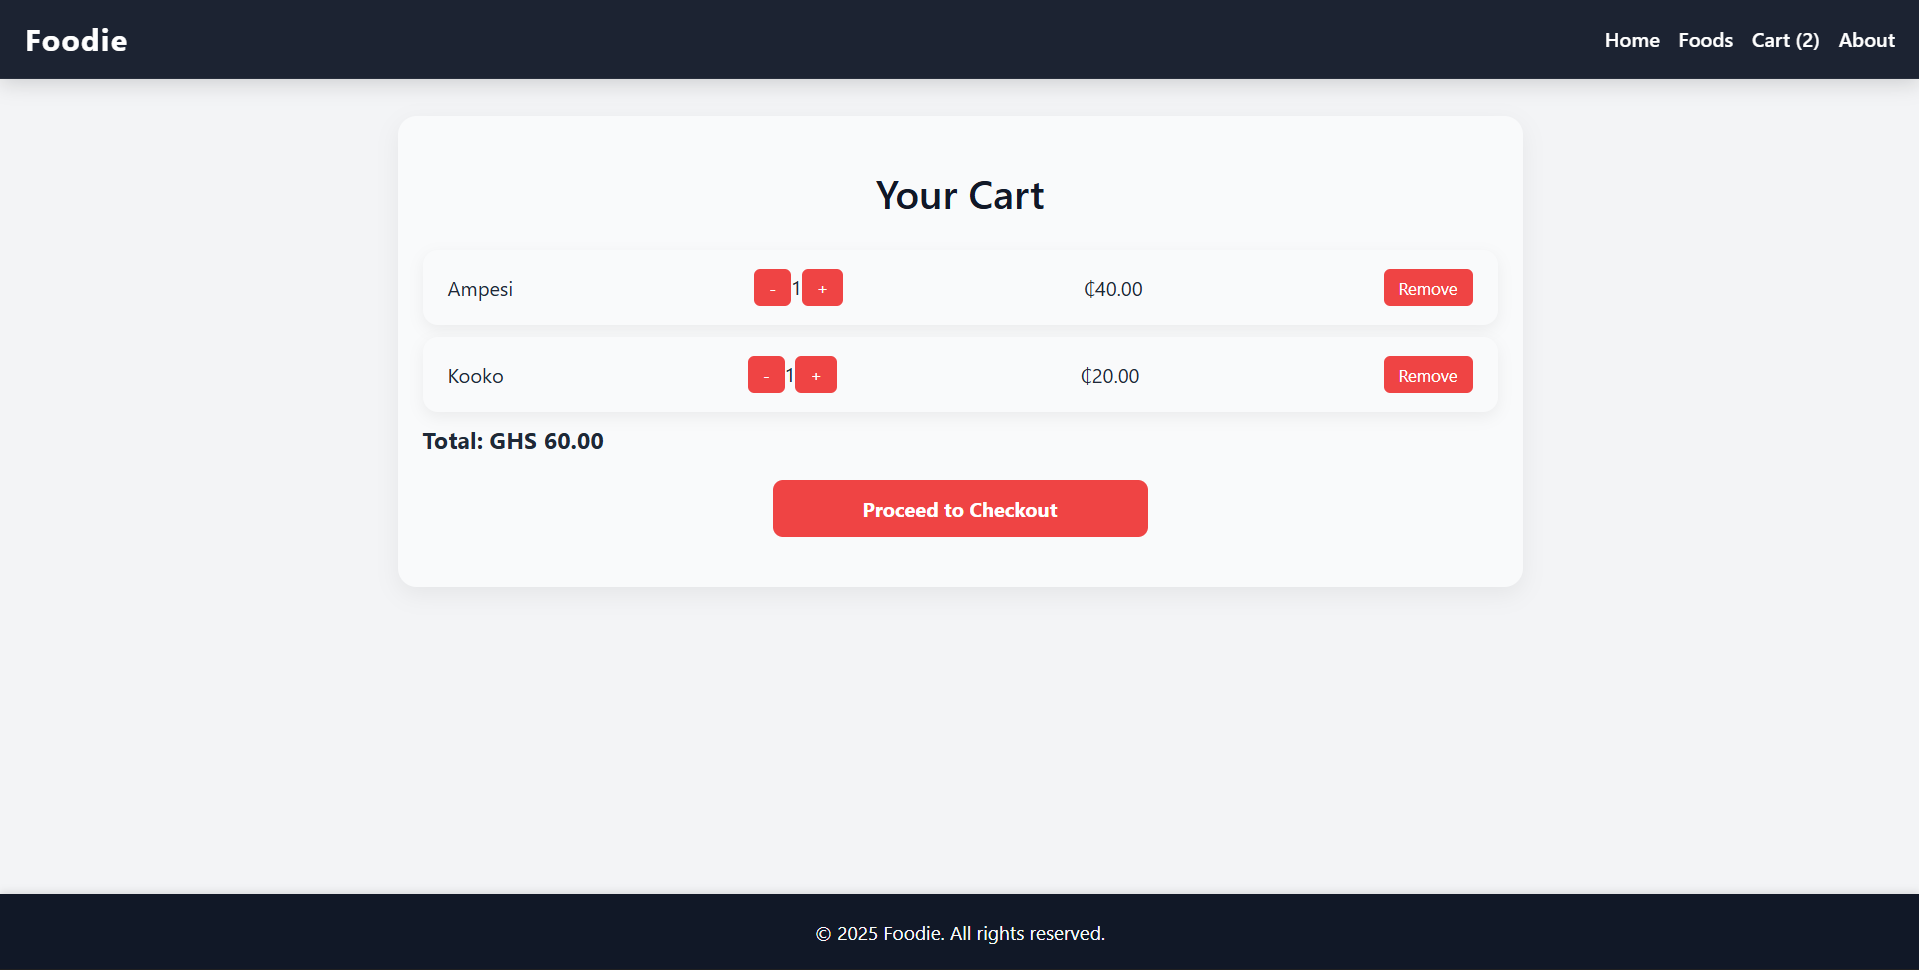 Foodie Home Foods Cart (2) About
Your Cart
Ampesi - 1 + ₵40.00 Remove
Kooko - 1 + ₵20.00 Remove
Total: GHS 60.00
Proceed to Checkout
© 2025 Foodie. All rights reserved.